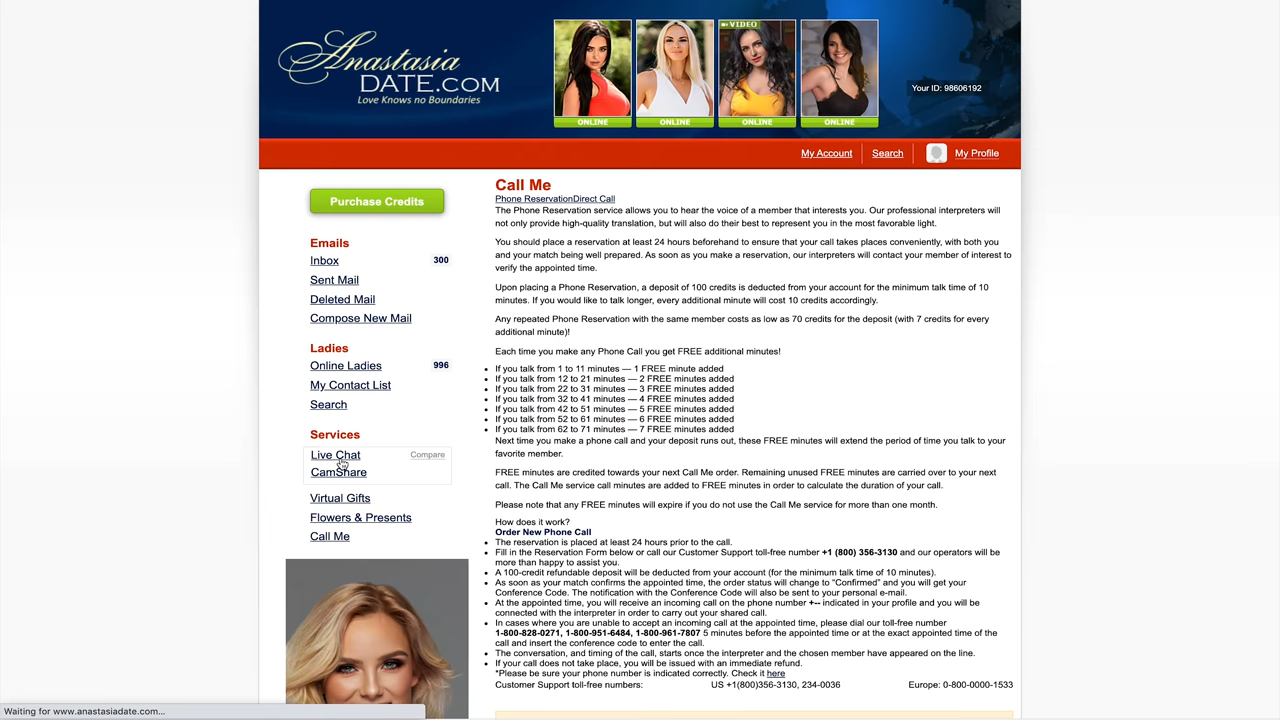 Anastasia
DATE.COM
Love Knows no Boundaries
VIDEO
ONLINE
ONLINE
ONLINE
ONLINE
Your ID: 98606192
My Account
Search
My Profile
Purchase Credits
Emails
Inbox 300
Sent Mail
Deleted Mail
Compose New Mail
Ladies
Online Ladies 996
My Contact List
Search
Services
Live Chat Compare
CamShare
Virtual Gifts
Flowers & Presents
Call Me
Call Me
Phone ReservationDirect Call
The Phone Reservation service allows you to hear the voice of a member that interests you. Our professional interpreters will
not only provide high-quality translation, but will also do their best to represent you in the most favorable light.
You should place a reservation at least 24 hours beforehand to ensure that your call takes places conveniently, with both you
and your match being well prepared. As soon as you make a reservation, our interpreters will contact your member of interest to
verify the appointed time.
Upon placing a Phone Reservation, a deposit of 100 credits is deducted from your account for the minimum talk time of 10
minutes. If you would like to talk longer, every additional minute will cost 10 credits accordingly.
Any repeated Phone Reservation with the same member costs as low as 70 credits for the deposit (with 7 credits for every
additional minute)!
Each time you make any Phone Call you get FREE additional minutes!
• If you talk from 1 to 11 minutes — 1 FREE minute added
• If you talk from 12 to 21 minutes — 2 FREE minutes added
• If you talk from 22 to 31 minutes — 3 FREE minutes added
• If you talk from 32 to 41 minutes — 4 FREE minutes added
• If you talk from 42 to 51 minutes — 5 FREE minutes added
• If you talk from 52 to 61 minutes — 6 FREE minutes added
• If you talk from 62 to 71 minutes — 7 FREE minutes added
Next time you make a phone call and your deposit runs out, these FREE minutes will extend the period of time you talk to your
favorite member.
FREE minutes are credited towards your next Call Me order. Remaining unused FREE minutes are carried over to your next
call. The Call Me service call minutes are added to FREE minutes in order to calculate the duration of your call.
Please note that any FREE minutes will expire if you do not use the Call Me service for more than one month.
How does it work?
Order New Phone Call
• The reservation is placed at least 24 hours prior to the call.
• Fill in the Reservation Form below or call our Customer Support toll-free number +1 (800) 356-3130 and our operators will be
more than happy to assist you.
• A 100-credit refundable deposit will be deducted from your account (for the minimum talk time of 10 minutes).
• As soon as your match confirms the appointed time, the order status will change to “Confirmed” and you will get your
Conference Code. The notification with the Conference Code will also be sent to your personal e-mail.
• At the appointed time, you will receive an incoming call on the phone number +-- indicated in your profile and you will be
connected with the interpreter in order to carry out your shared call.
• In cases where you are unable to accept an incoming call at the appointed time, please dial our toll-free number
1-800-828-0271, 1-800-951-6484, 1-800-961-7807 5 minutes before the appointed time or at the exact appointed time of the
call and insert the conference code to enter the call.
• The conversation, and timing of the call, starts once the interpreter and the chosen member have appeared on the line.
• If your call does not take place, you will be issued with an immediate refund.
*Please be sure your phone number is indicated correctly. Check it here
Customer Support toll-free numbers: US +1(800)356-3130, 234-0036 Europe: 0-800-0000-1533
Waiting for www.anastasiadate.com...